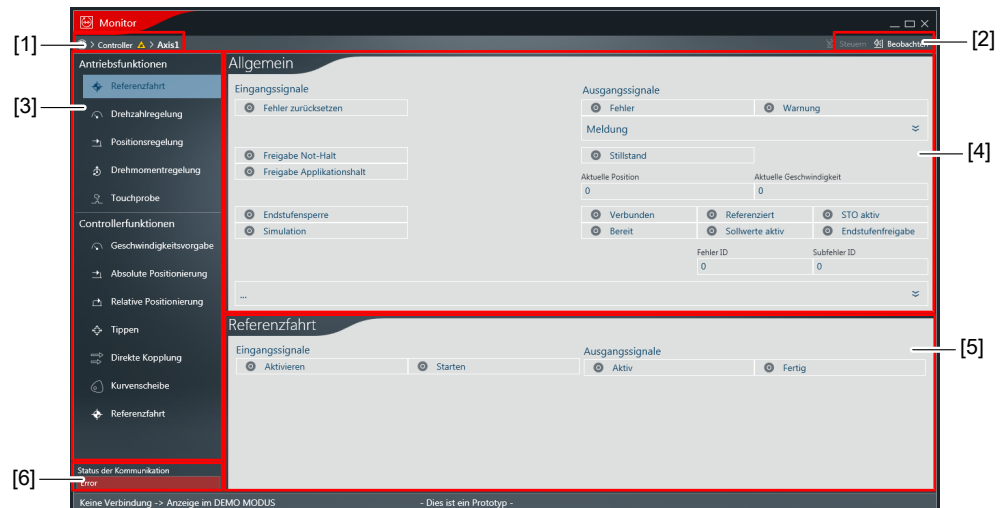 Monitor
[1]
> Controller > Axis1
Steuern Beobachten
[2]
Antriebsfunktionen
Referenzfahrt
[3]
Drehzahlregelung
Positionsregelung
Drehmomentregelung
Touchprobe
Controllerfunktionen
Geschwindigkeitsvorgabe
Absolute Positionierung
Relative Positionierung
Tippen
Direkte Kopplung
Kurvenscheibe
Referenzfahrt
Allgemein
Eingangssignale
Fehler zurücksetzen
Freigabe Not-Halt
Freigabe Applikationshalt
Endstufensperre
Simulation
Ausgangssignale
Fehler Warnung
Meldung
Stillstand
[4]
Aktuelle Position Aktuelle Geschwindigkeit
0 0
Verbunden Referenziert STO aktiv
Bereit Sollwerte aktiv Endstufenfreigabe
Fehler ID Subfehler ID
0 0
...
Referenzfahrt
Eingangssignale
Aktivieren Starten
Ausgangssignale
Aktiv Fertig
[5]
Status der Kommunikation
[6]
Error
Keine Verbindung -> Anzeige im DEMO MODUS - Dies ist ein Prototyp -